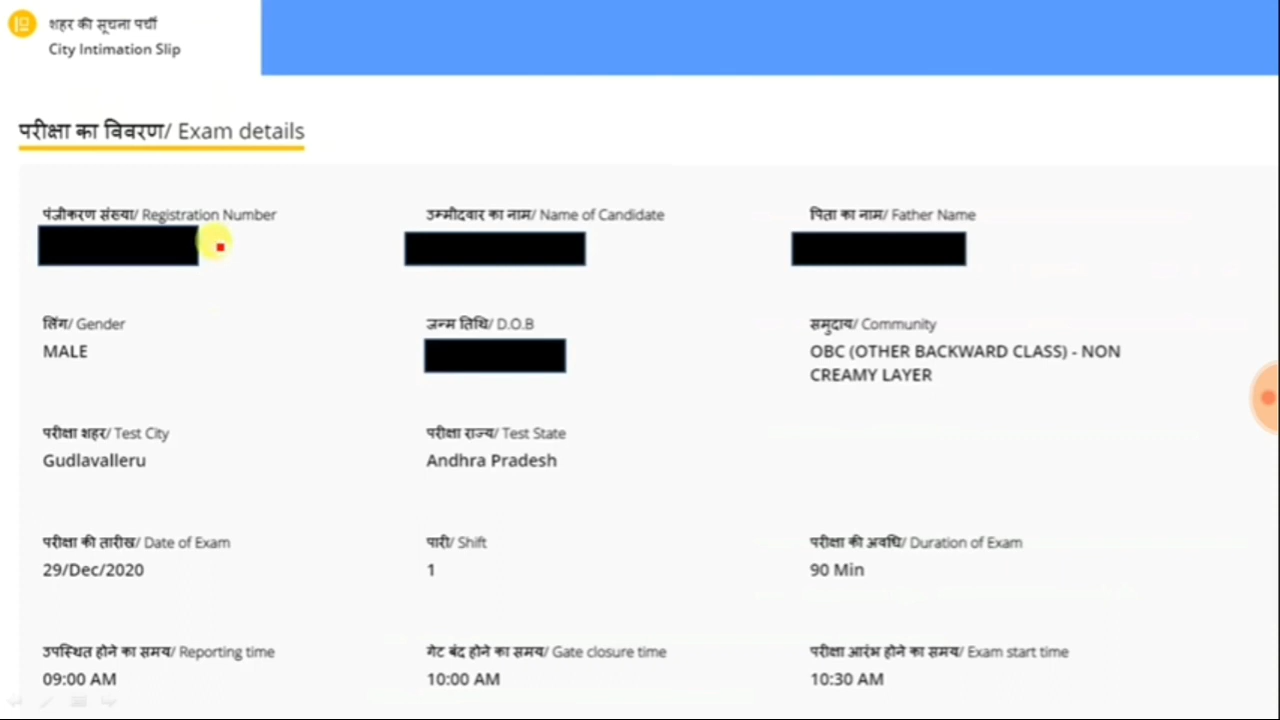 शहर की सूचना पर्ची
City Intimation Slip
परीक्षा का विवरण/ Exam details
पंजीकरण संख्या/ Registration Number
उम्मीदवार का नाम/ Name of Candidate
पिता का नाम/ Father Name
लिंग/ Gender
जन्म तिथि/ D.O.B
समुदाय/ Community
MALE
OBC (OTHER BACKWARD CLASS) - NON
CREAMY LAYER
परीक्षा शहर/ Test City
परीक्षा राज्य/ Test State
Gudlavalleru
Andhra Pradesh
परीक्षा की तारीख/ Date of Exam
पारी/ Shift
परीक्षा की अवधि/ Duration of Exam
29/Dec/2020
1
90 Min
उपस्थित होने का समय/ Reporting time
गेट बंद होने का समय/ Gate closure time
परीक्षा आरंभ होने का समय/ Exam start time
09:00 AM
10:00 AM
10:30 AM